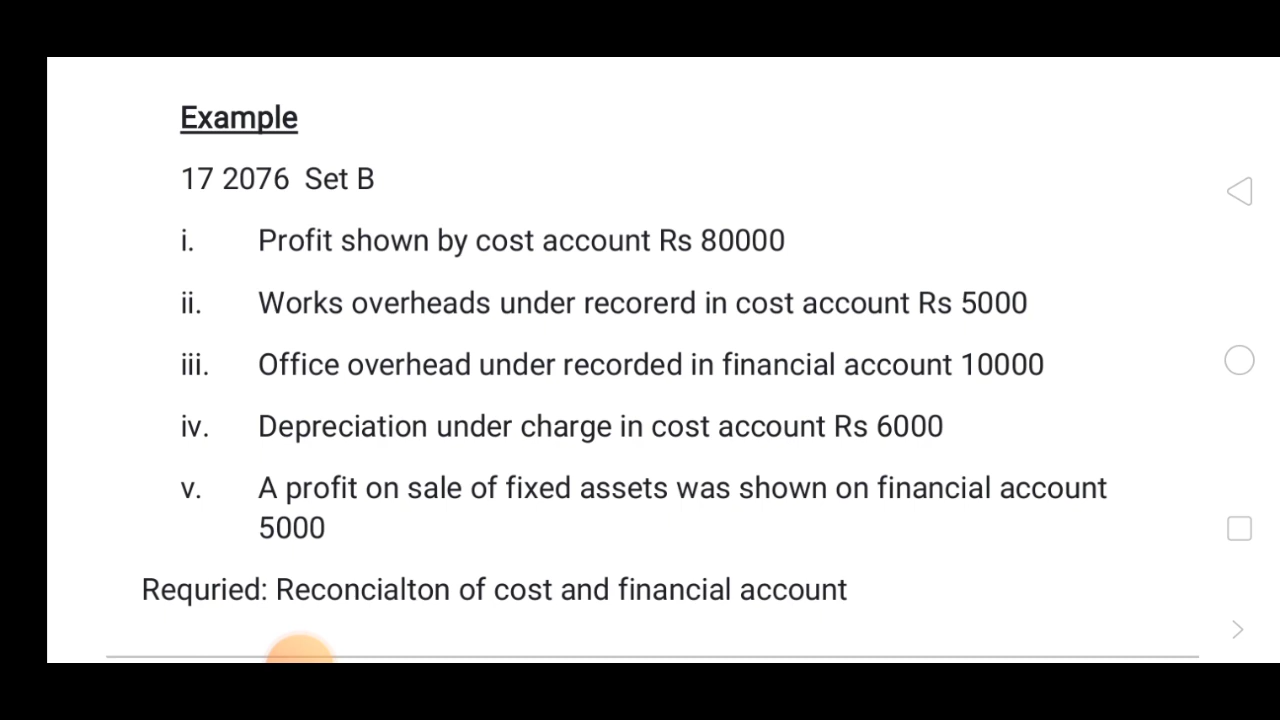 Example
17 2076 Set B
i. Profit shown by cost account Rs 80000
ii. Works overheads under recorerd in cost account Rs 5000
iii. Office overhead under recorded in financial account 10000
iv. Depreciation under charge in cost account Rs 6000
v. A profit on sale of fixed assets was shown on financial account
5000
Requried: Reconcialton of cost and financial account